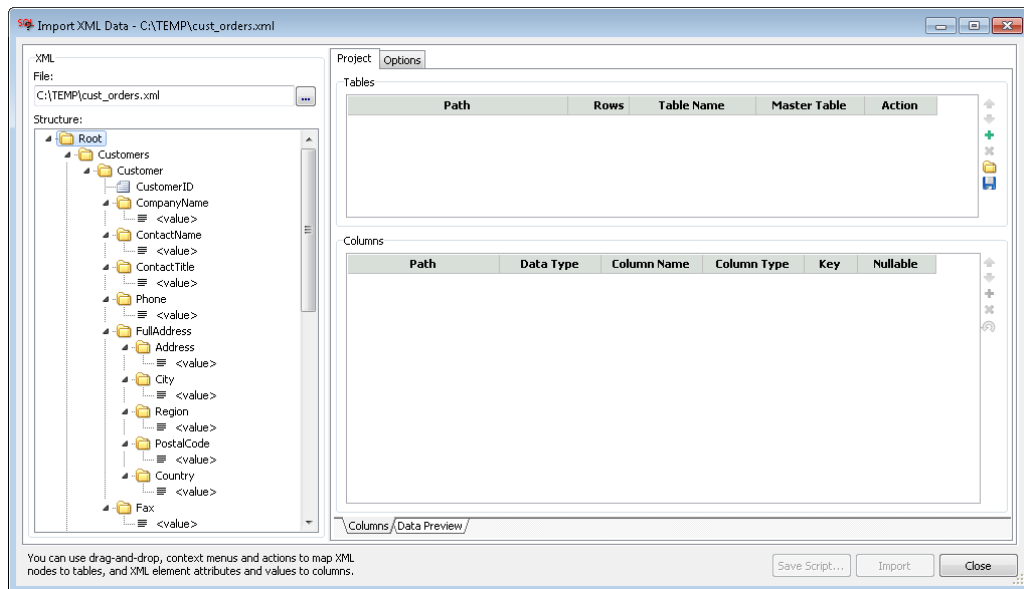 SQL Import XML Data - C:\TEMP\cust_orders.xml
XML
File:
C:\TEMP\cust_orders.xml
...
Structure:
Root
Customers
Customer
CustomerID
CompanyName
<value>
ContactName
<value>
ContactTitle
<value>
Phone
<value>
FullAddress
Address
<value>
City
<value>
Region
<value>
PostalCode
<value>
Country
<value>
Fax
<value>
Project Options
Tables
Path Rows Table Name Master Table Action
Columns
Path Data Type Column Name Column Type Key Nullable
Columns Data Preview
You can use drag-and-drop, context menus and actions to map XML
nodes to tables, and XML element attributes and values to columns.
Save Script... Import Close